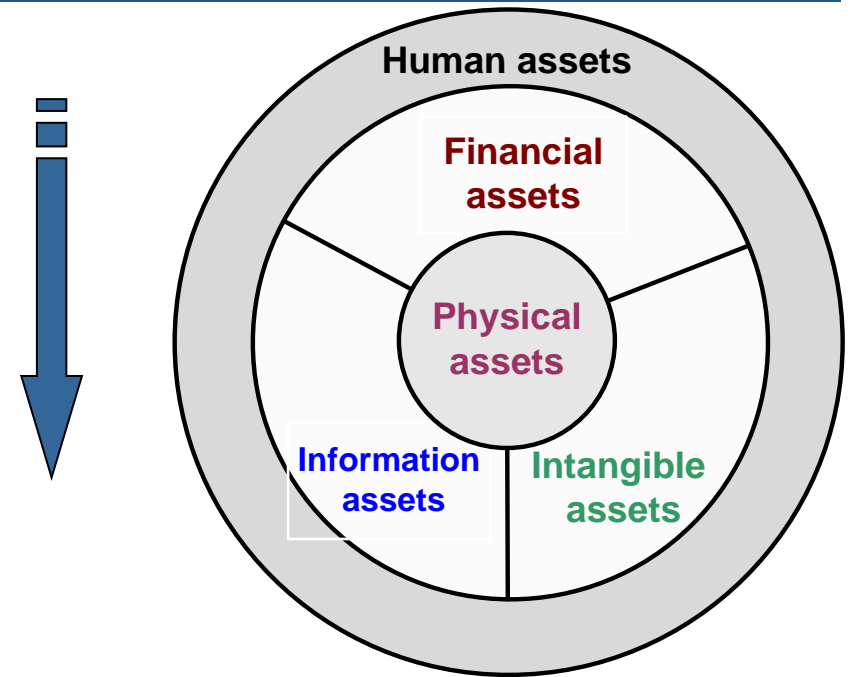 Human assets
Financial
assets
Physical
assets
Information
assets
Intangible
assets